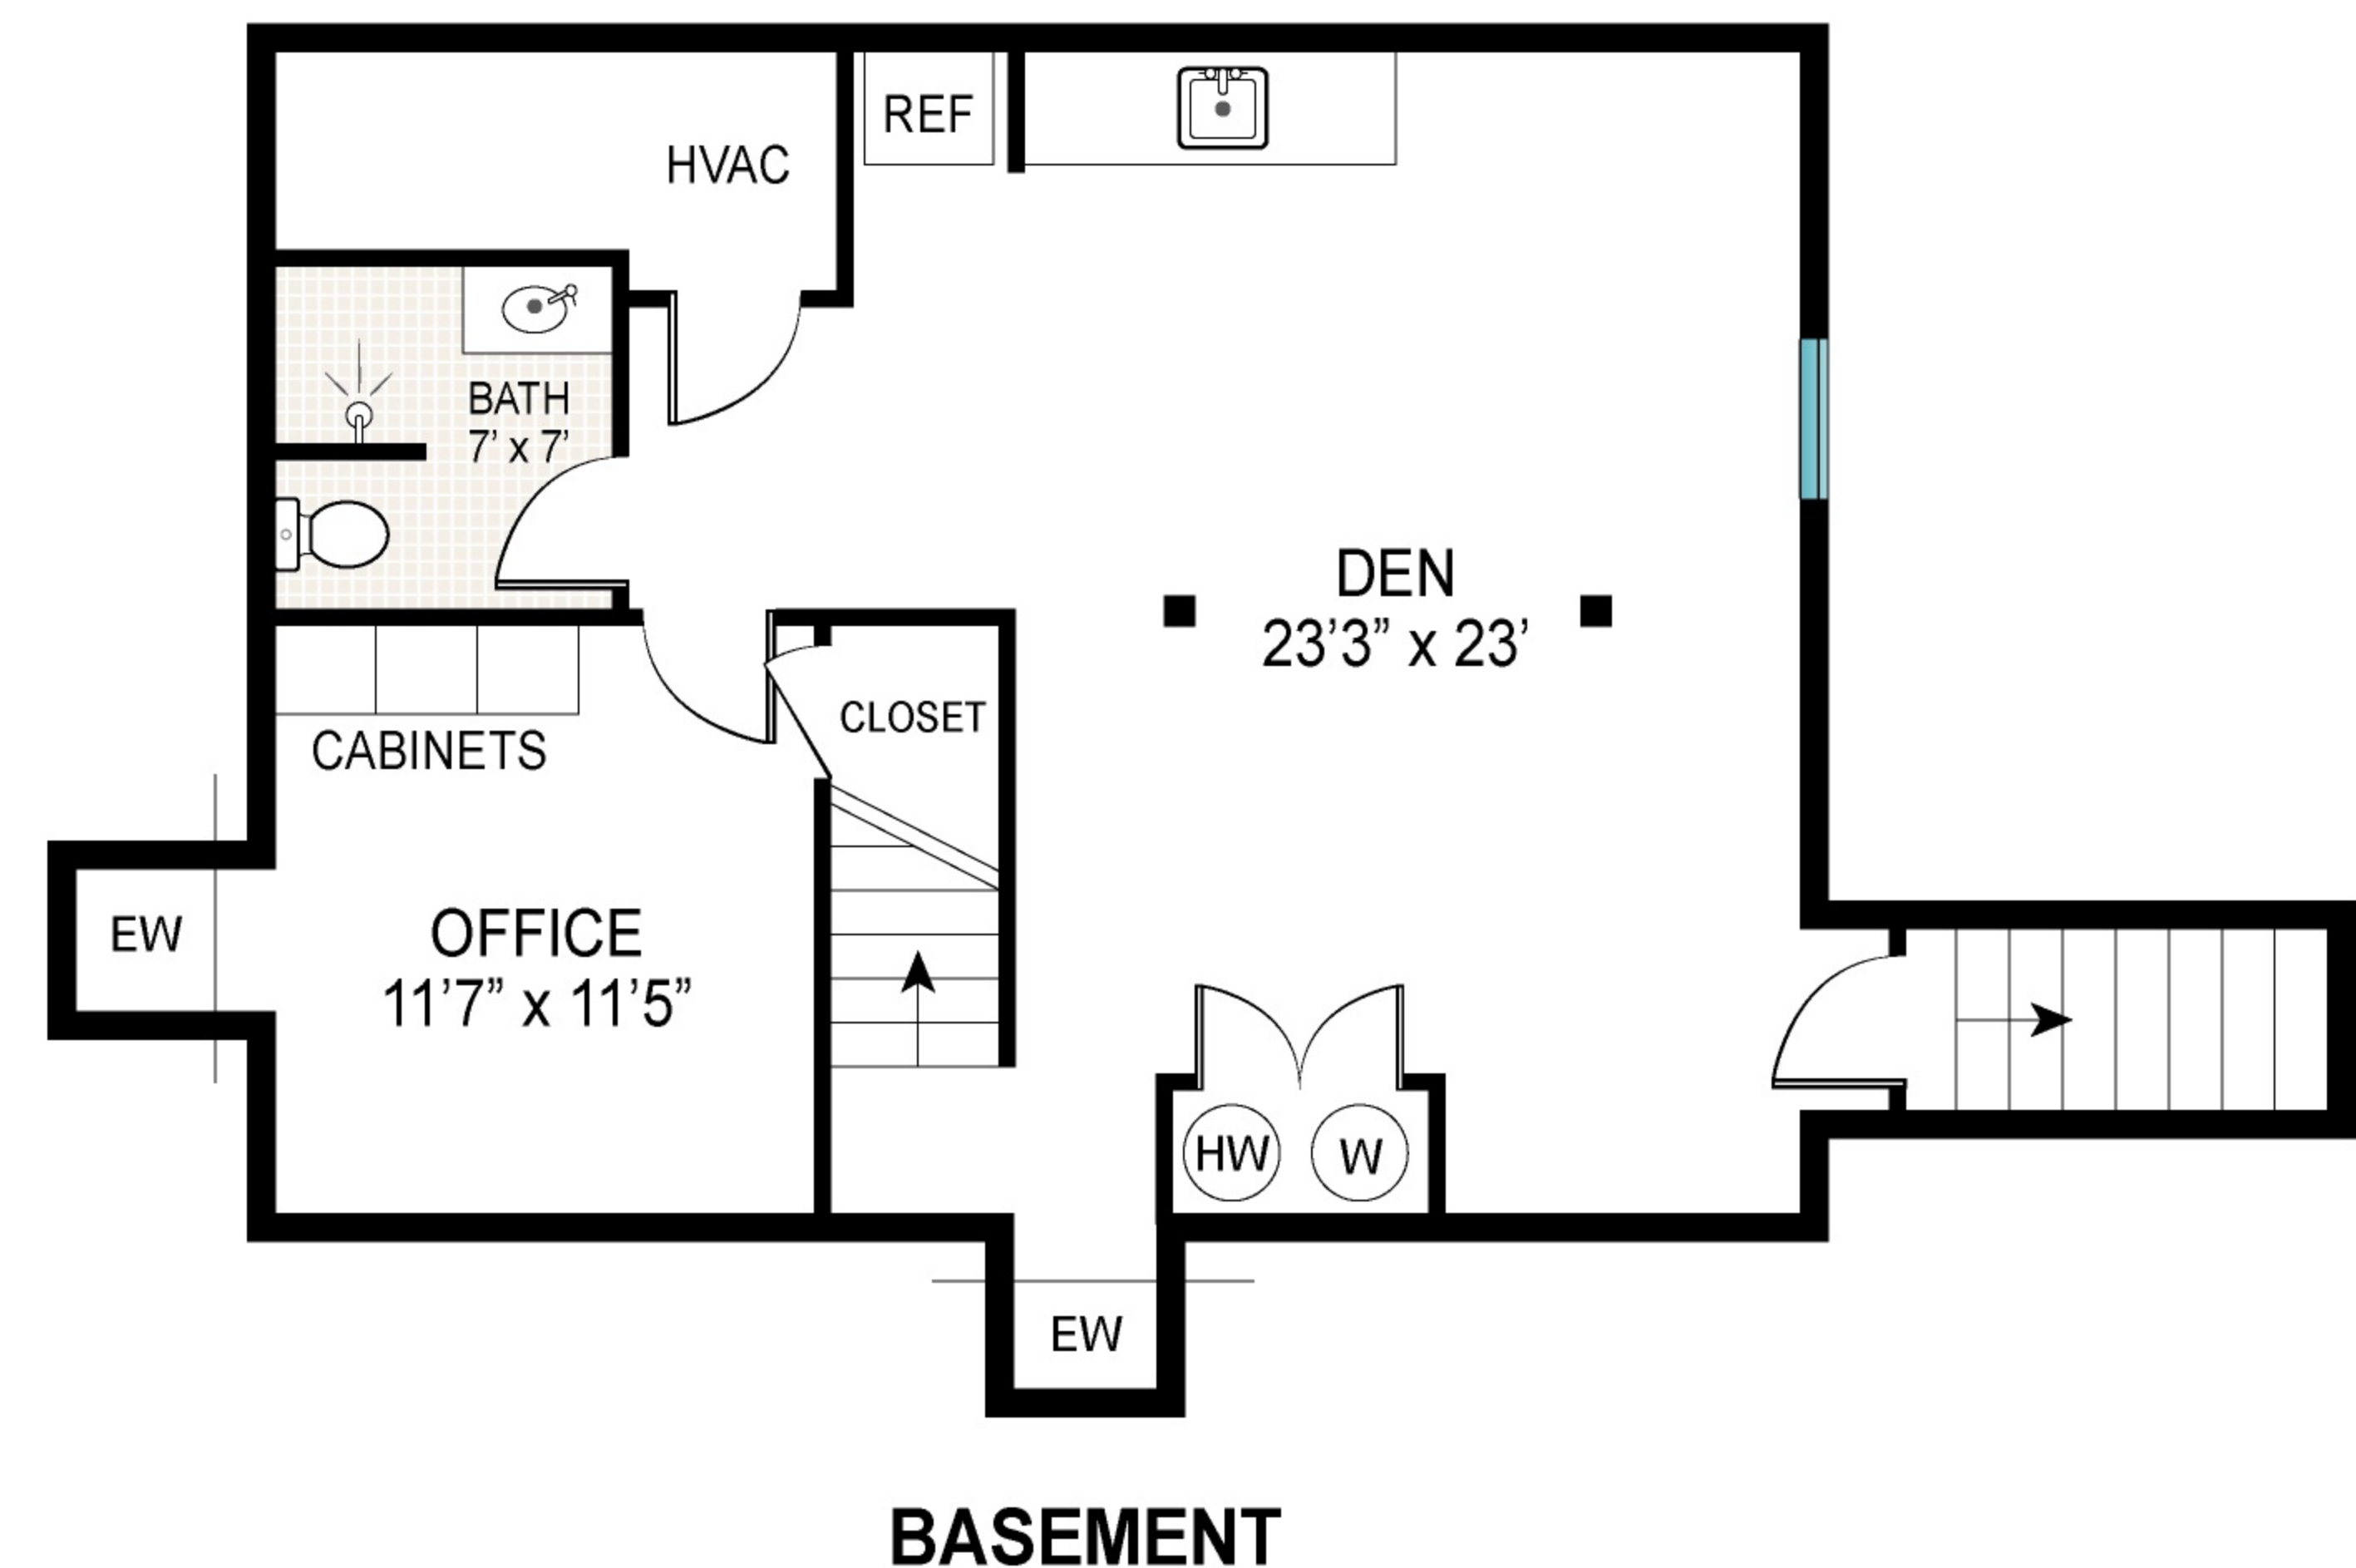 REF
HVAC
BATH
7’ x 7’
DEN
23’3” x 23’
CLOSET
CABINETS
EW
OFFICE
11’7” x 11’5”
HW
W
EW
BASEMENT